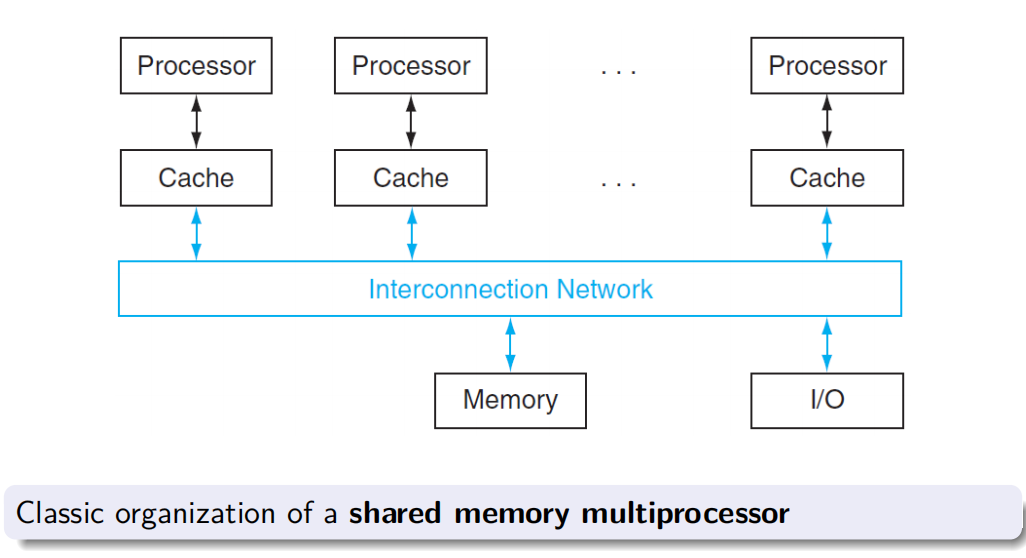 Processor Processor . . . Processor
Cache Cache . . . Cache
Interconnection Network
Memory I/O
Classic organization of a shared memory multiprocessor